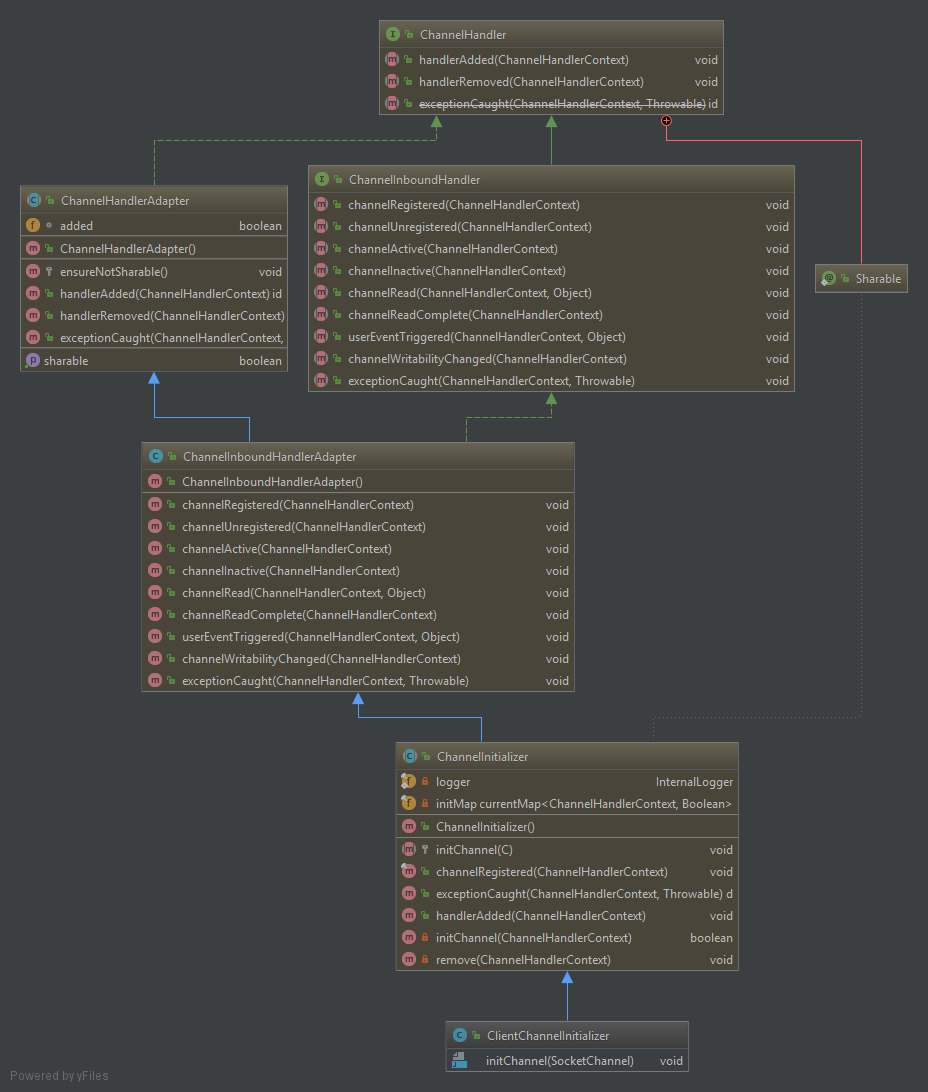 ChannelHandler
handlerAdded(ChannelHandlerContext) void
handlerRemoved(ChannelHandlerContext) void
exceptionCaught(ChannelHandlerContext, Throwable) id
ChannelHandlerAdapter
added boolean
ChannelHandlerAdapter()
ensureNotSharable() void
handlerAdded(ChannelHandlerContext) id
handlerRemoved(ChannelHandlerContext)
exceptionCaught(ChannelHandlerContext,
sharable boolean
ChannelInboundHandler
channelRegistered(ChannelHandlerContext) void
channelUnregistered(ChannelHandlerContext) void
channelActive(ChannelHandlerContext) void
channelInactive(ChannelHandlerContext) void
channelRead(ChannelHandlerContext, Object) void
channelReadComplete(ChannelHandlerContext) void
userEventTriggered(ChannelHandlerContext, Object) void
channelWritabilityChanged(ChannelHandlerContext) void
exceptionCaught(ChannelHandlerContext, Throwable) void
Sharable
ChannelInboundHandlerAdapter
ChannelInboundHandlerAdapter()
channelRegistered(ChannelHandlerContext) void
channelUnregistered(ChannelHandlerContext) void
channelActive(ChannelHandlerContext) void
channelInactive(ChannelHandlerContext) void
channelRead(ChannelHandlerContext, Object) void
channelReadComplete(ChannelHandlerContext) void
userEventTriggered(ChannelHandlerContext, Object) void
channelWritabilityChanged(ChannelHandlerContext) void
exceptionCaught(ChannelHandlerContext, Throwable) void
ChannelInitializer
logger InternalLogger
initMap currentMap<ChannelHandlerContext, Boolean>
ChannelInitializer()
initChannel(C) void
channelRegistered(ChannelHandlerContext) void
exceptionCaught(ChannelHandlerContext, Throwable) d
handlerAdded(ChannelHandlerContext) void
initChannel(ChannelHandlerContext) boolean
remove(ChannelHandlerContext) void
ClientChannelInitializer
initChannel(SocketChannel) void
Powered by yFiles